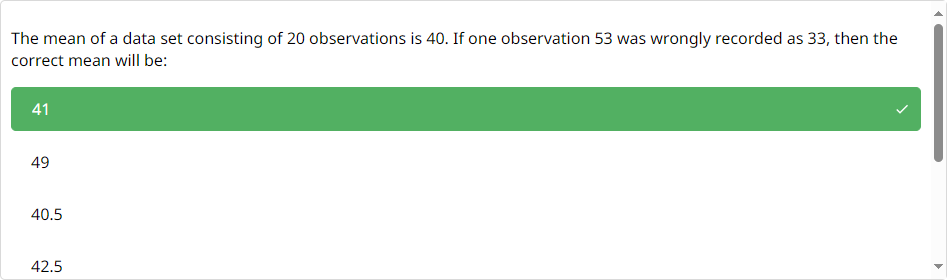 The mean of a data set consisting of 20 observations is 40. If one observation 53 was wrongly recorded as 33, then the
correct mean will be:
41
49
40.5
42.5